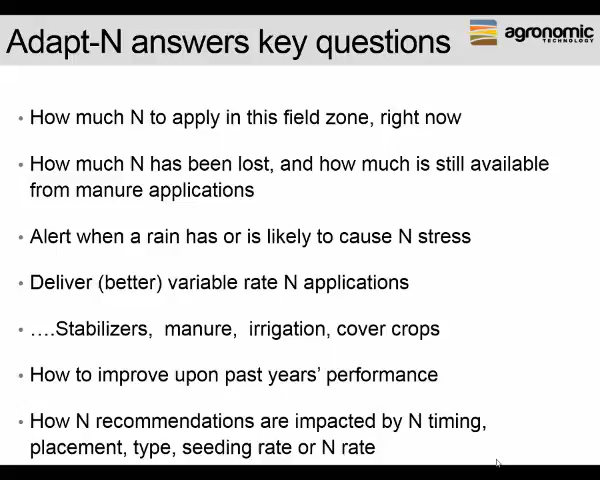 Adapt-N answers key questions
agronomic
TECHNOLOGY
• How much N to apply in this field zone, right now
• How much N has been lost, and how much is still available
from manure applications
• Alert when a rain has or is likely to cause N stress
• Deliver (better) variable rate N applications
• ….Stabilizers, manure, irrigation, cover crops
• How to improve upon past years’ performance
• How N recommendations are impacted by N timing,
placement, type, seeding rate or N rate